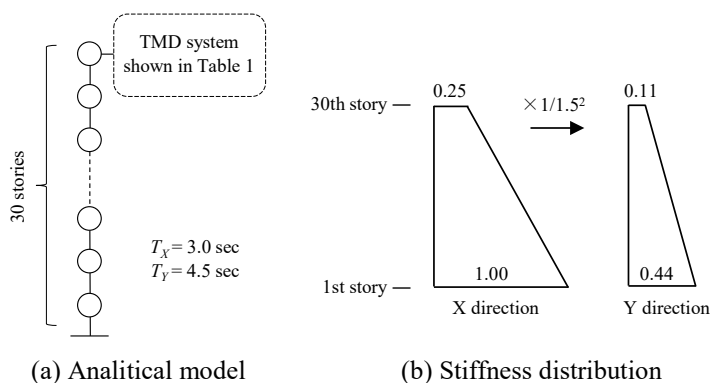 TMD system
shown in Table 1
30 stories
T_X = 3.0 sec
T_Y = 4.5 sec
(a) Analitical model
0.25
0.11
30th story
×1/1.5²
1.00
0.44
1st story
X direction
Y direction
(b) Stiffness distribution